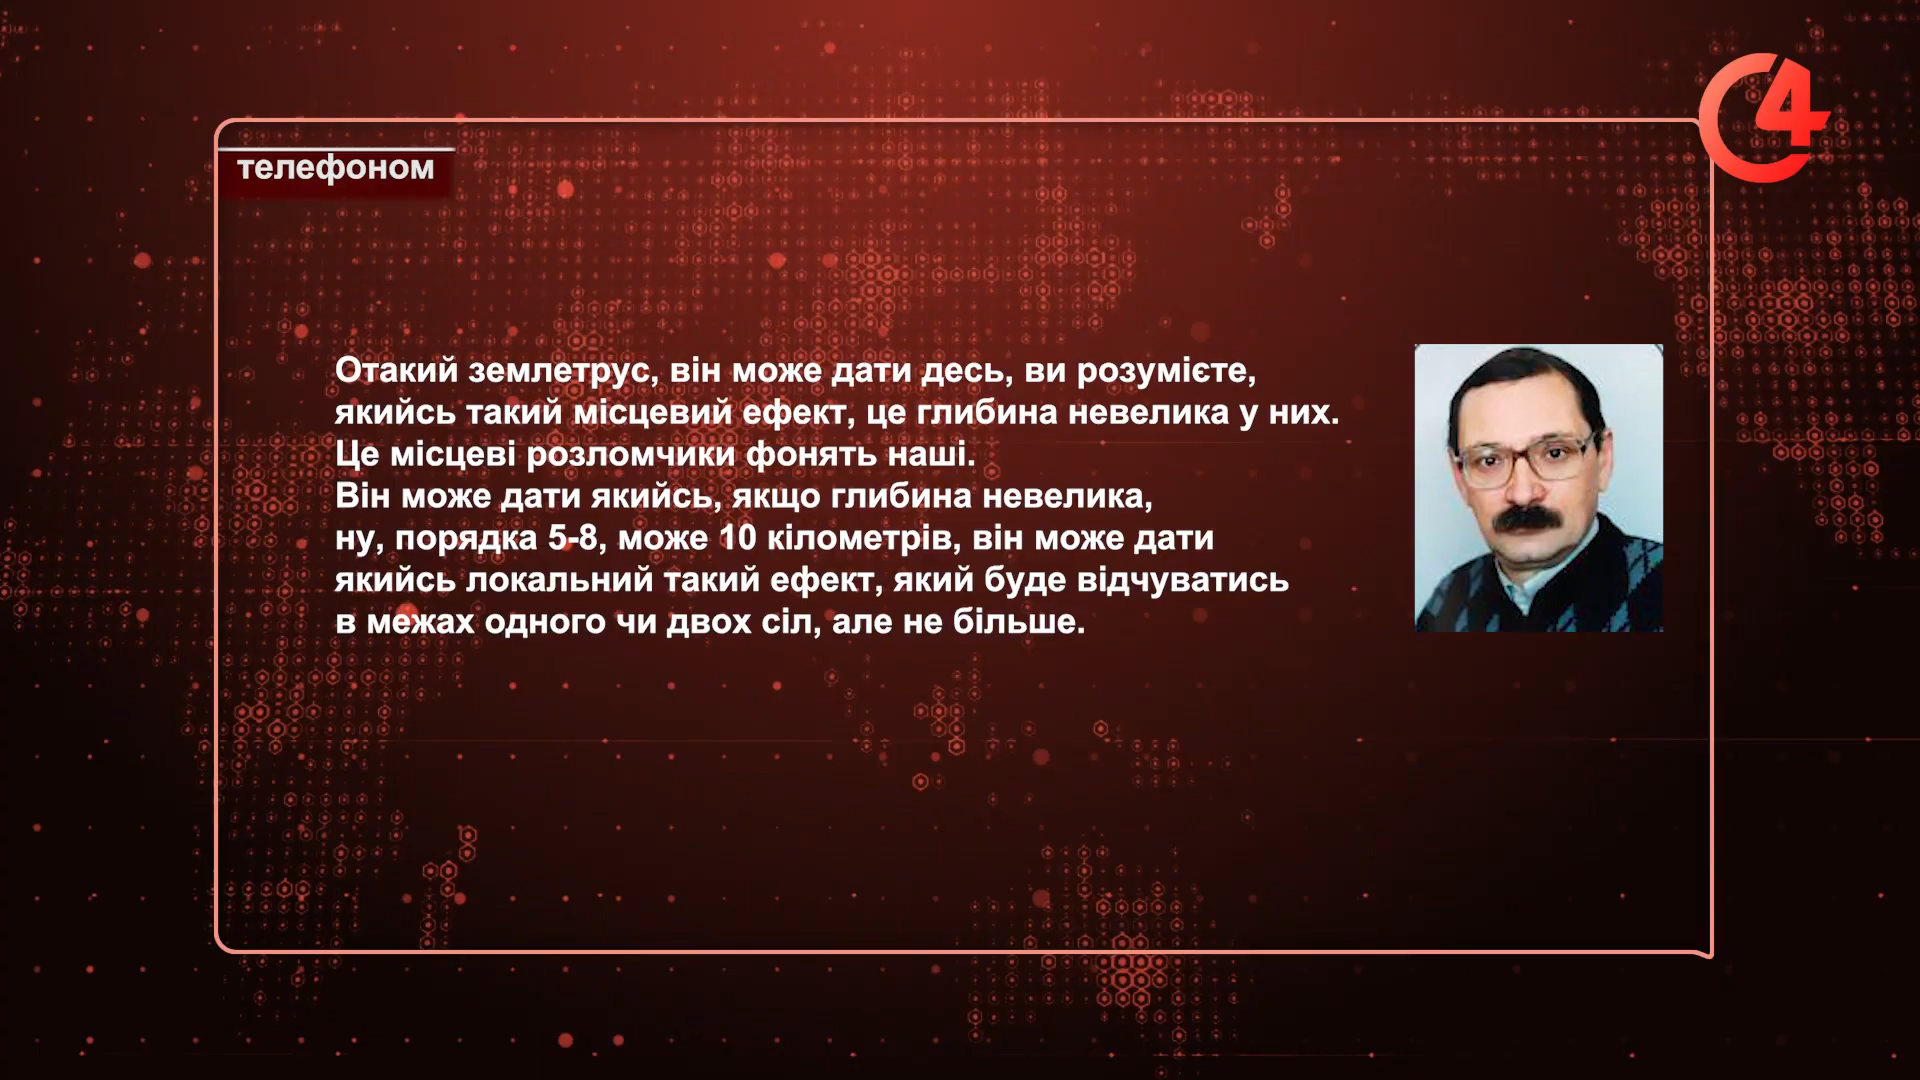 С4
телефоном
Отакий землетрус, він може дати десь, ви розумієте,
якийсь такий місцевий ефект, це глибина невелика у них.
Це місцеві розломчики фонять наші.
Він може дати якийсь, якщо глибина невелика,
ну, порядка 5-8, може 10 кілометрів, він може дати
якийсь локальний такий ефект, який буде відчуватись
в межах одного чи двох сіл, але не більше.